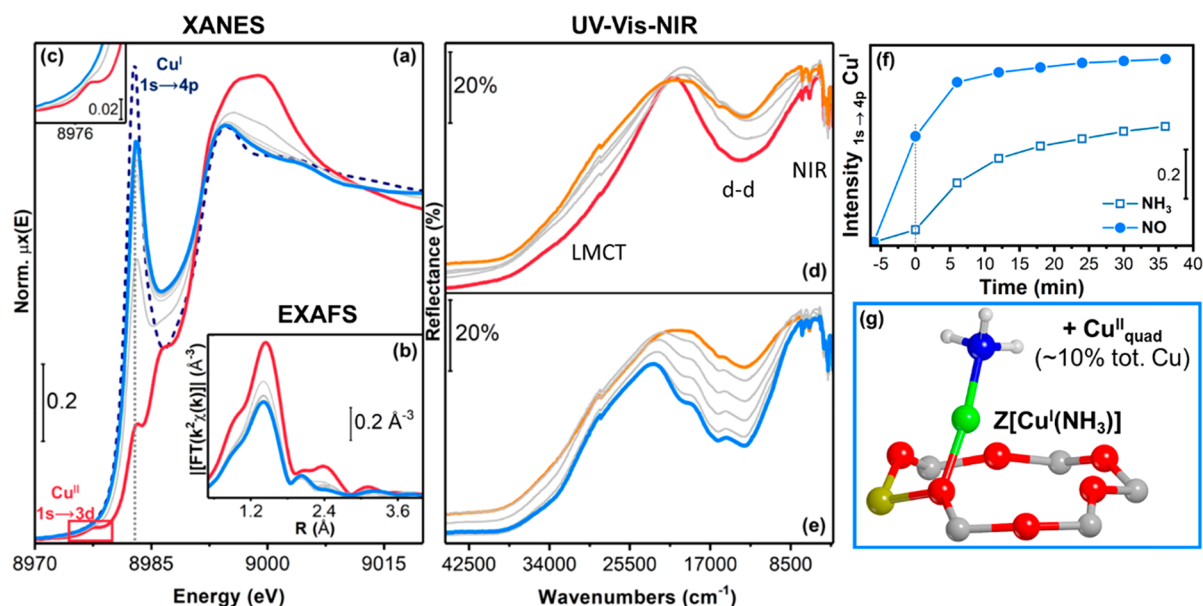 XANES
(c)
0.02
8976
Cu^I
1s→4p
(a)
Norm. μx(E)
0.2
EXAFS
(b)
||FT(k²χ(k)]|| (Å⁻³)
0.2 Å⁻³
1.2
2.4
3.6
R (Å)
Cu^II
1s→3d
8970
8985
9000
9015
Energy (eV)
UV-Vis-NIR
20%
NIR
d-d
LMCT
(d)
Reflectance (%)
20%
(e)
42500
34000
25500
17000
8500
Wavenumbers (cm⁻¹)
(f)
Intensity 1s → 4p Cu^I
0.2
NH₃
NO
-5
0
5
10
15
20
25
30
35
40
Time (min)
(g)
+ Cu^II quad
(~10% tot. Cu)
Z[Cu^I(NH₃)]